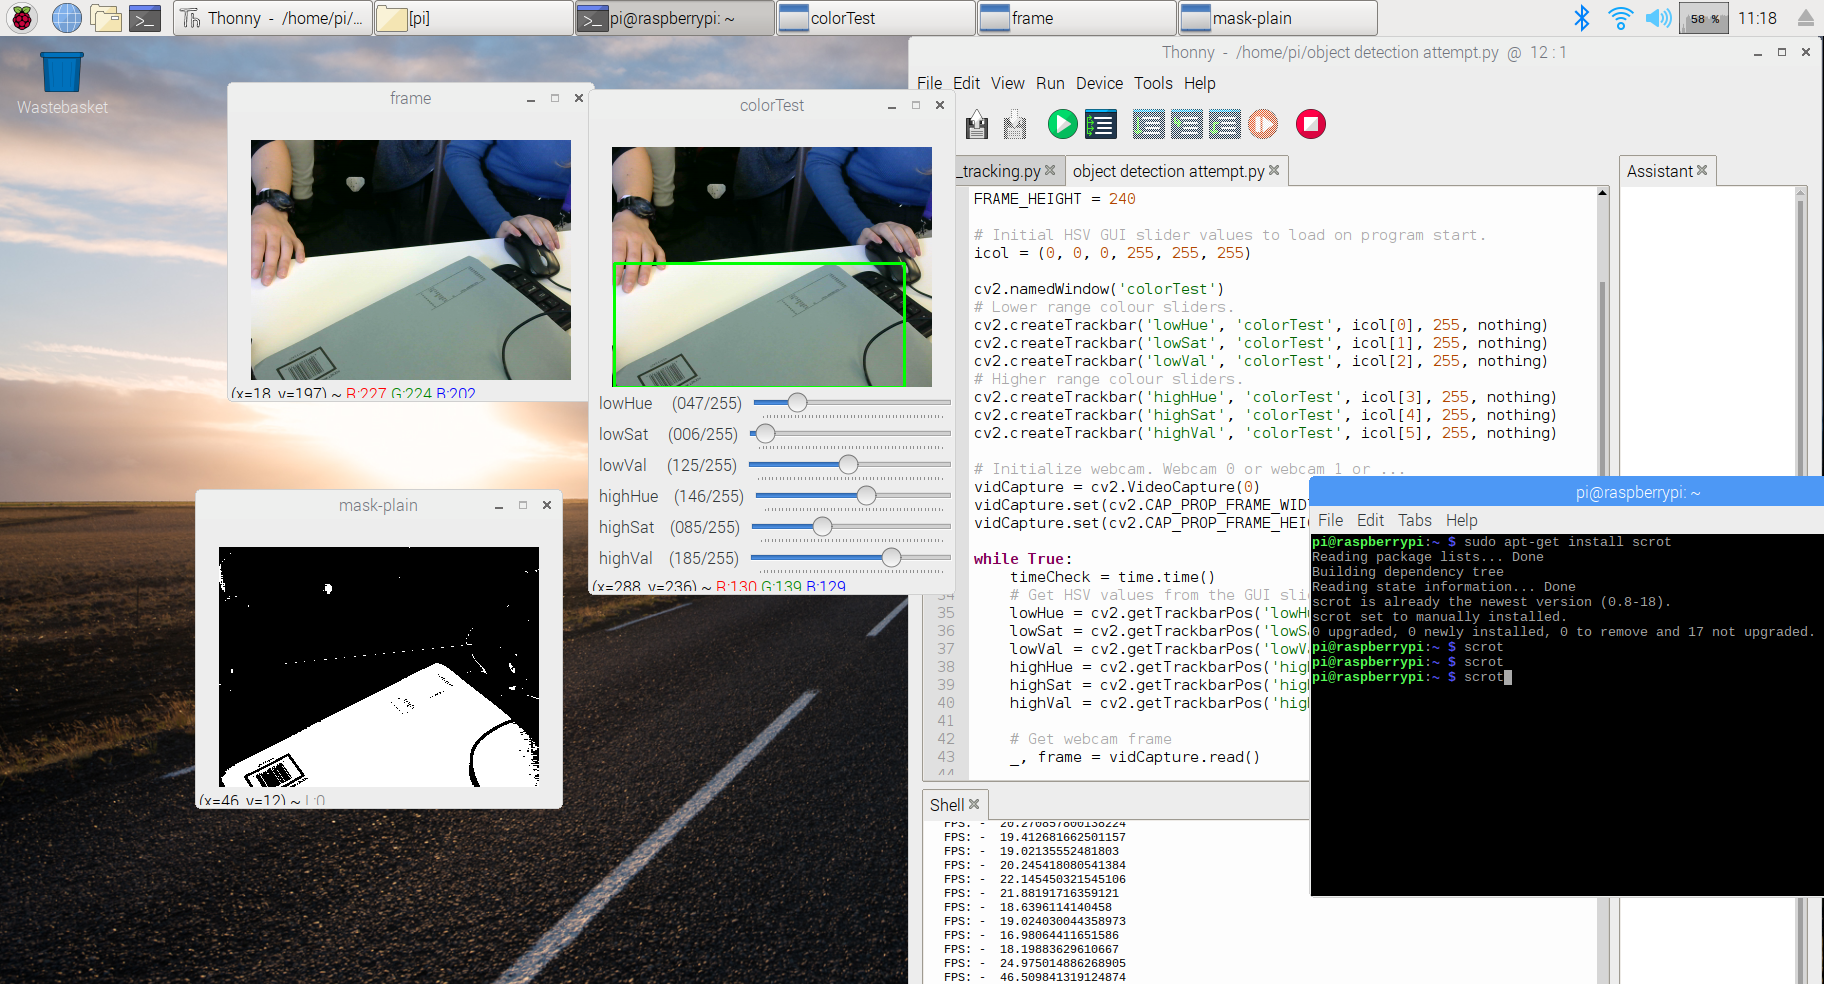 Thonny - /home/pi/...
[pi]
pi@raspberrypi: ~
colorTest
frame
mask-plain
58 %
11:18
Wastebasket
frame
(x=18, y=197) ~ R:227 G:224 B:202
colorTest
lowHue (047/255)
lowSat (006/255)
lowVal (125/255)
highHue (146/255)
highSat (085/255)
highVal (185/255)
(x=288, y=236) ~ R:130 G:139 B:129
mask-plain
(x=46, y=12) ~ L:0
Thonny - /home/pi/object detection attempt.py @ 12 : 1
File Edit View Run Device Tools Help
_tracking.py
object detection attempt.py
Assistant
FRAME_HEIGHT = 240
# Initial HSV GUI slider values to load on program start.
icol = (0, 0, 0, 255, 255, 255)
cv2.namedWindow('colorTest')
# Lower range colour sliders.
cv2.createTrackbar('lowHue', 'colorTest', icol[0], 255, nothing)
cv2.createTrackbar('lowSat', 'colorTest', icol[1], 255, nothing)
cv2.createTrackbar('lowVal', 'colorTest', icol[2], 255, nothing)
# Higher range colour sliders.
cv2.createTrackbar('highHue', 'colorTest', icol[3], 255, nothing)
cv2.createTrackbar('highSat', 'colorTest', icol[4], 255, nothing)
cv2.createTrackbar('highVal', 'colorTest', icol[5], 255, nothing)
# Initialize webcam. Webcam 0 or webcam 1 or ...
vidCapture = cv2.VideoCapture(0)
vidCapture.set(cv2.CAP_PROP_FRAME_WID
vidCapture.set(cv2.CAP_PROP_FRAME_HEI
while True:
timeCheck = time.time()
34 # Get HSV values from the GUI sli
35 lowHue = cv2.getTrackbarPos('lowH
36 lowSat = cv2.getTrackbarPos('lowS
37 lowVal = cv2.getTrackbarPos('lowV
38 highHue = cv2.getTrackbarPos('hig
39 highSat = cv2.getTrackbarPos('hig
40 highVal = cv2.getTrackbarPos('hig
41
42 # Get webcam frame
43 _, frame = vidCapture.read()
44
Shell
FPS: - 20.270857800138224
FPS: - 19.412681662501157
FPS: - 19.02135552481803
FPS: - 20.245418080541384
FPS: - 22.145450321545106
FPS: - 21.88191716359121
FPS: - 18.6396114140458
FPS: - 19.024030044358973
FPS: - 16.98064411651586
FPS: - 18.19883629610667
FPS: - 24.975014886268905
FPS: - 46.509841319124874
pi@raspberrypi: ~
File Edit Tabs Help
pi@raspberrypi:~ $ sudo apt-get install scrot
Reading package lists... Done
Building dependency tree
Reading state information... Done
scrot is already the newest version (0.8-18).
scrot set to manually installed.
0 upgraded, 0 newly installed, 0 to remove and 17 not upgraded.
pi@raspberrypi:~ $ scrot
pi@raspberrypi:~ $ scrot
pi@raspberrypi:~ $ scrot